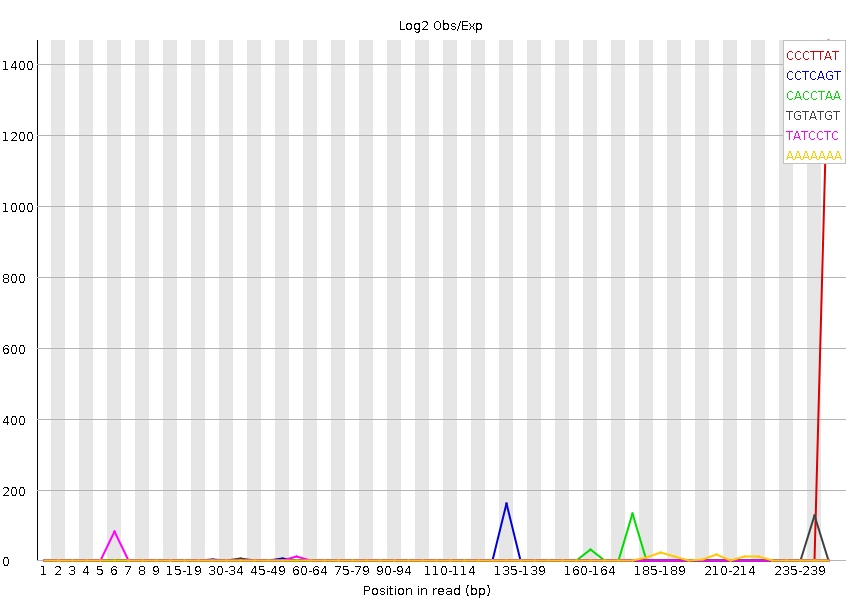 Log2 Obs/Exp
1400
1200
1000
800
600
400
200
0
CCCTTAT
CCTCAGT
CACCTAA
TGTATGT
TATCCTC
AAAAAAA
1 2 3 4 5 6 7 8 9 15-19 30-34 45-49 60-64 75-79 90-94 110-114 135-139 160-164 185-189 210-214 235-239
Position in read (bp)